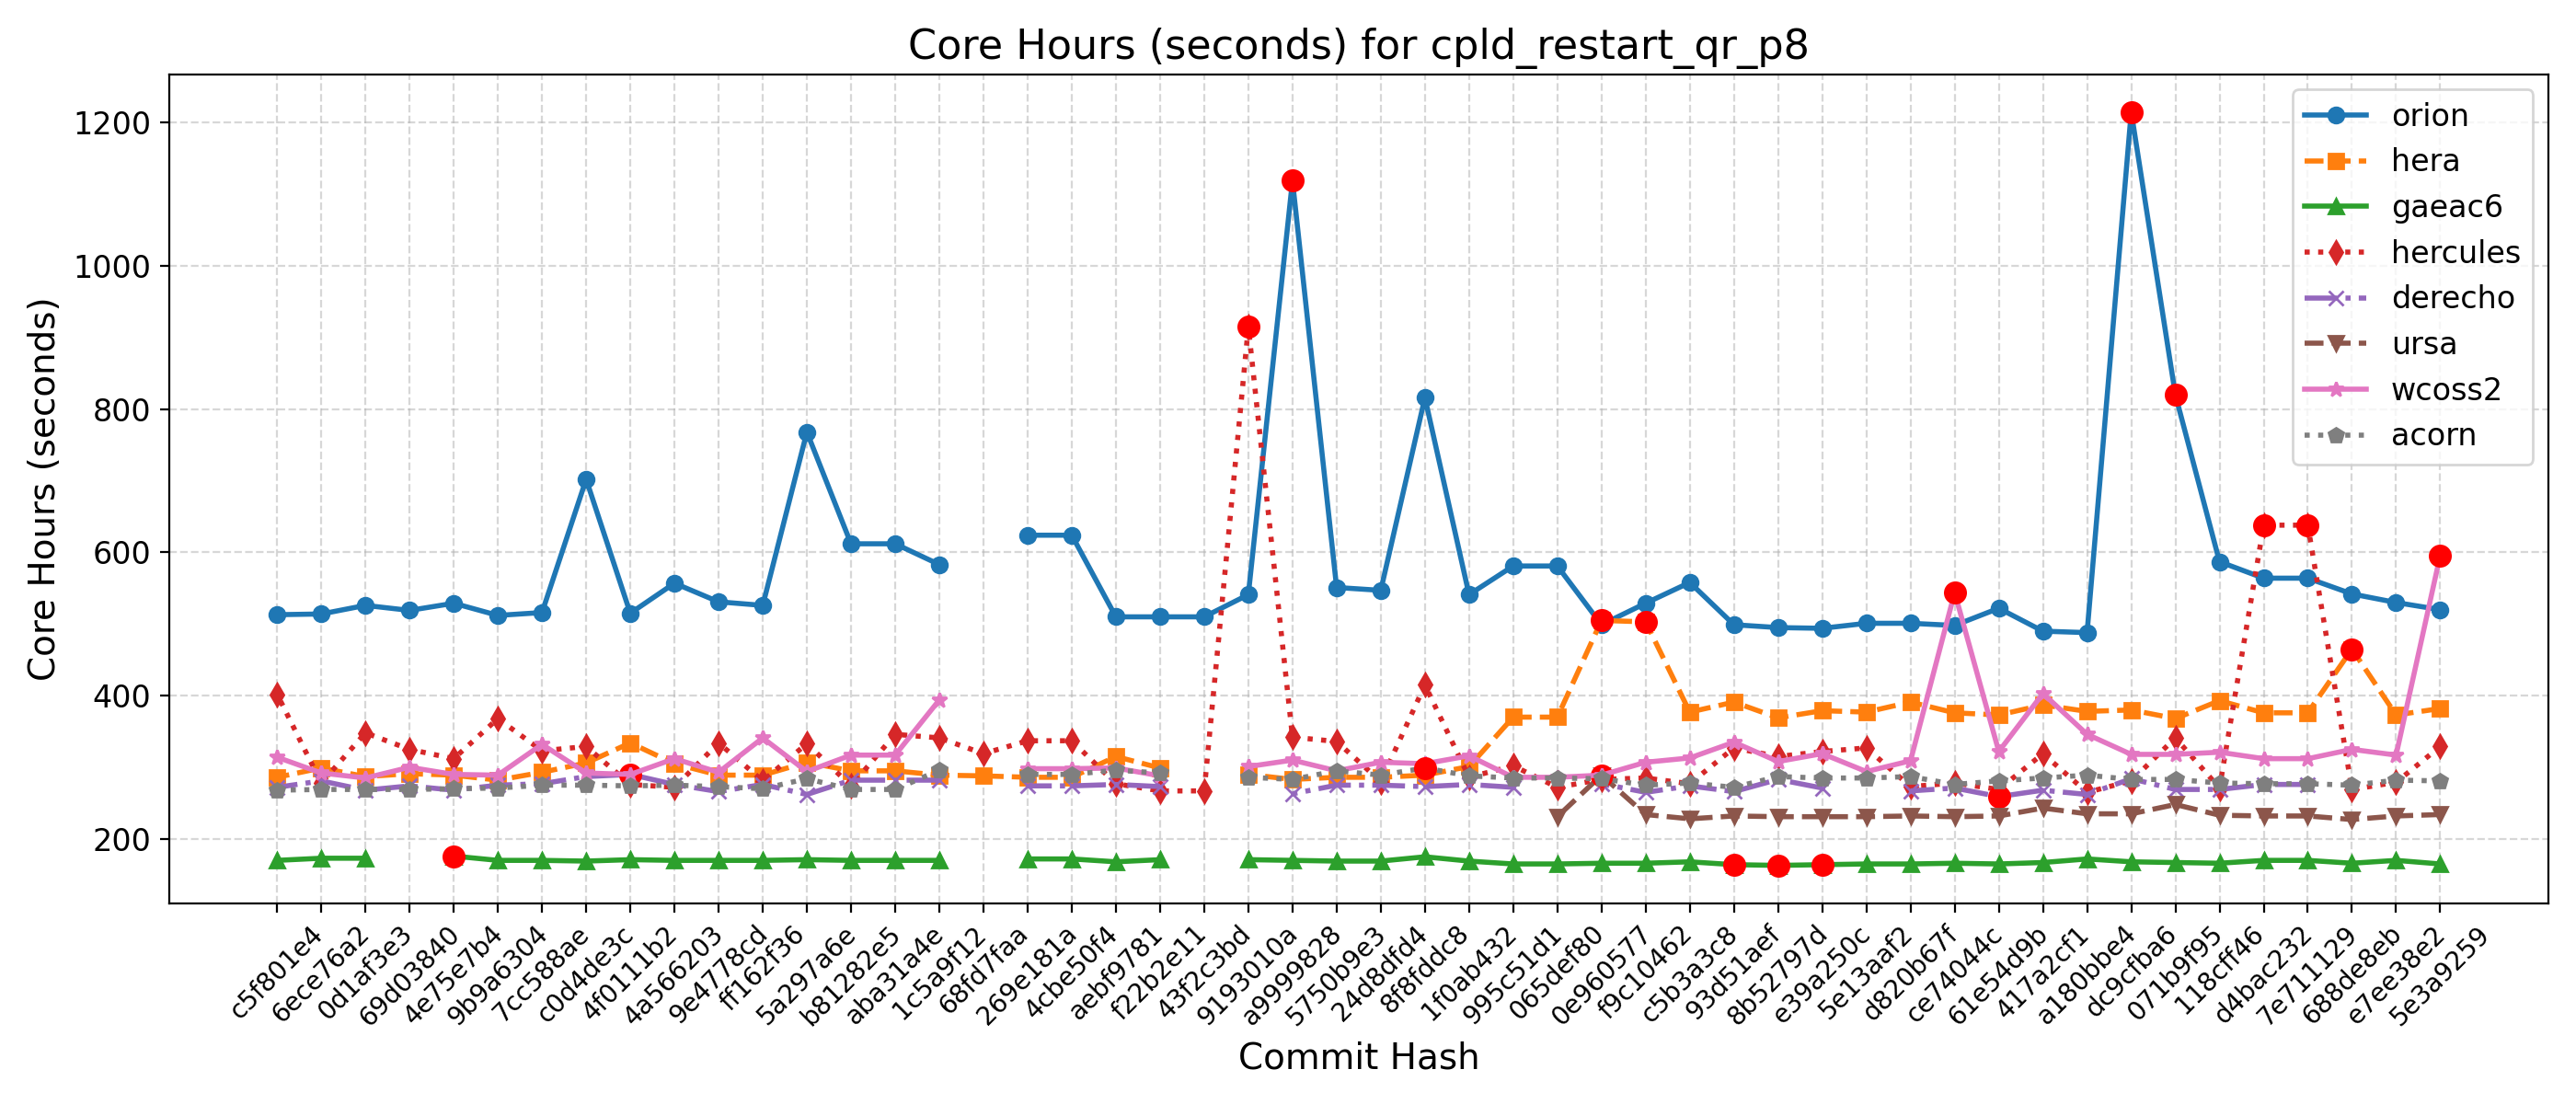 Core Hours (seconds) for cpld_restart_qr_p8
Core Hours (seconds)
1200
1000
800
600
400
200
orion
hera
gaeac6
hercules
derecho
ursa
wcoss2
acorn
c5f801e4
6ece76a2
0d1af3e3
69d03840
4e75e7b4
9b9a6304
7cc588ae
c0d4de3c
4f0111b2
4a566203
9e4778cd
ff162f36
5a297a6e
b81282e5
aba31a4e
1c5a9f12
68fd7faa
269e181a
4cbe50f4
aebf9781
f22b2e11
43f2c3bd
9193010a
a9999828
5750b9e3
24d8dfd4
8f8fddc8
1f0ab432
995c51d1
065def80
0e960577
f9c10462
c5b3a3c8
93d51aef
8b52797d
e39a250c
5e13aaf2
d820b67f
ce74044c
61e54d9b
417a2cf1
a180bbe4
dc9cfba6
071b9f95
118cff46
d4bac232
7e711129
688de8eb
e7ee38e2
5e3a9259
Commit Hash